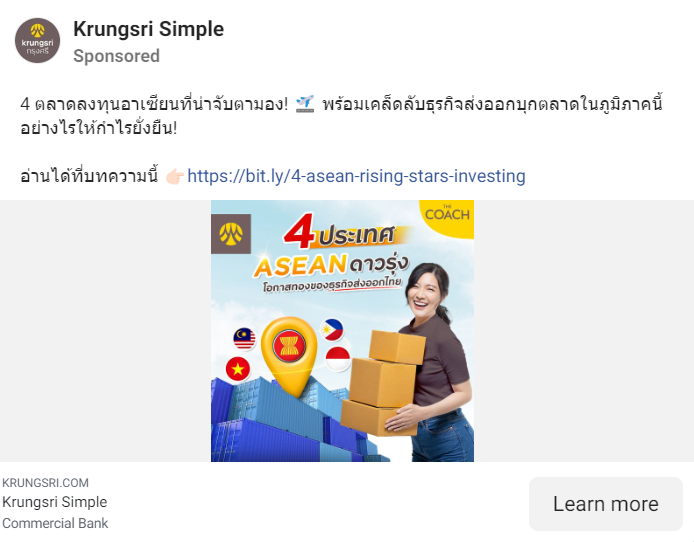 krungsri
กรุงศรี
Krungsri Simple
Sponsored
4 ตลาดลงทุนอาเซียนที่น่าจับตามอง! 🛫 พร้อมเคล็ดลับธุรกิจส่งออกบุกตลาดในภูมิภาคนี้
อย่างไรให้กำไรยั่งยืน!
อ่านได้ที่บทความนี้ 👉🏻 https://bit.ly/4-asean-rising-stars-investing
THE
COACH
4 ประเทศ
ASEAN ดาวรุ่ง
โอกาสทองของธุรกิจส่งออกไทย
KRUNGSRI.COM
Krungsri Simple
Commercial Bank
Learn more